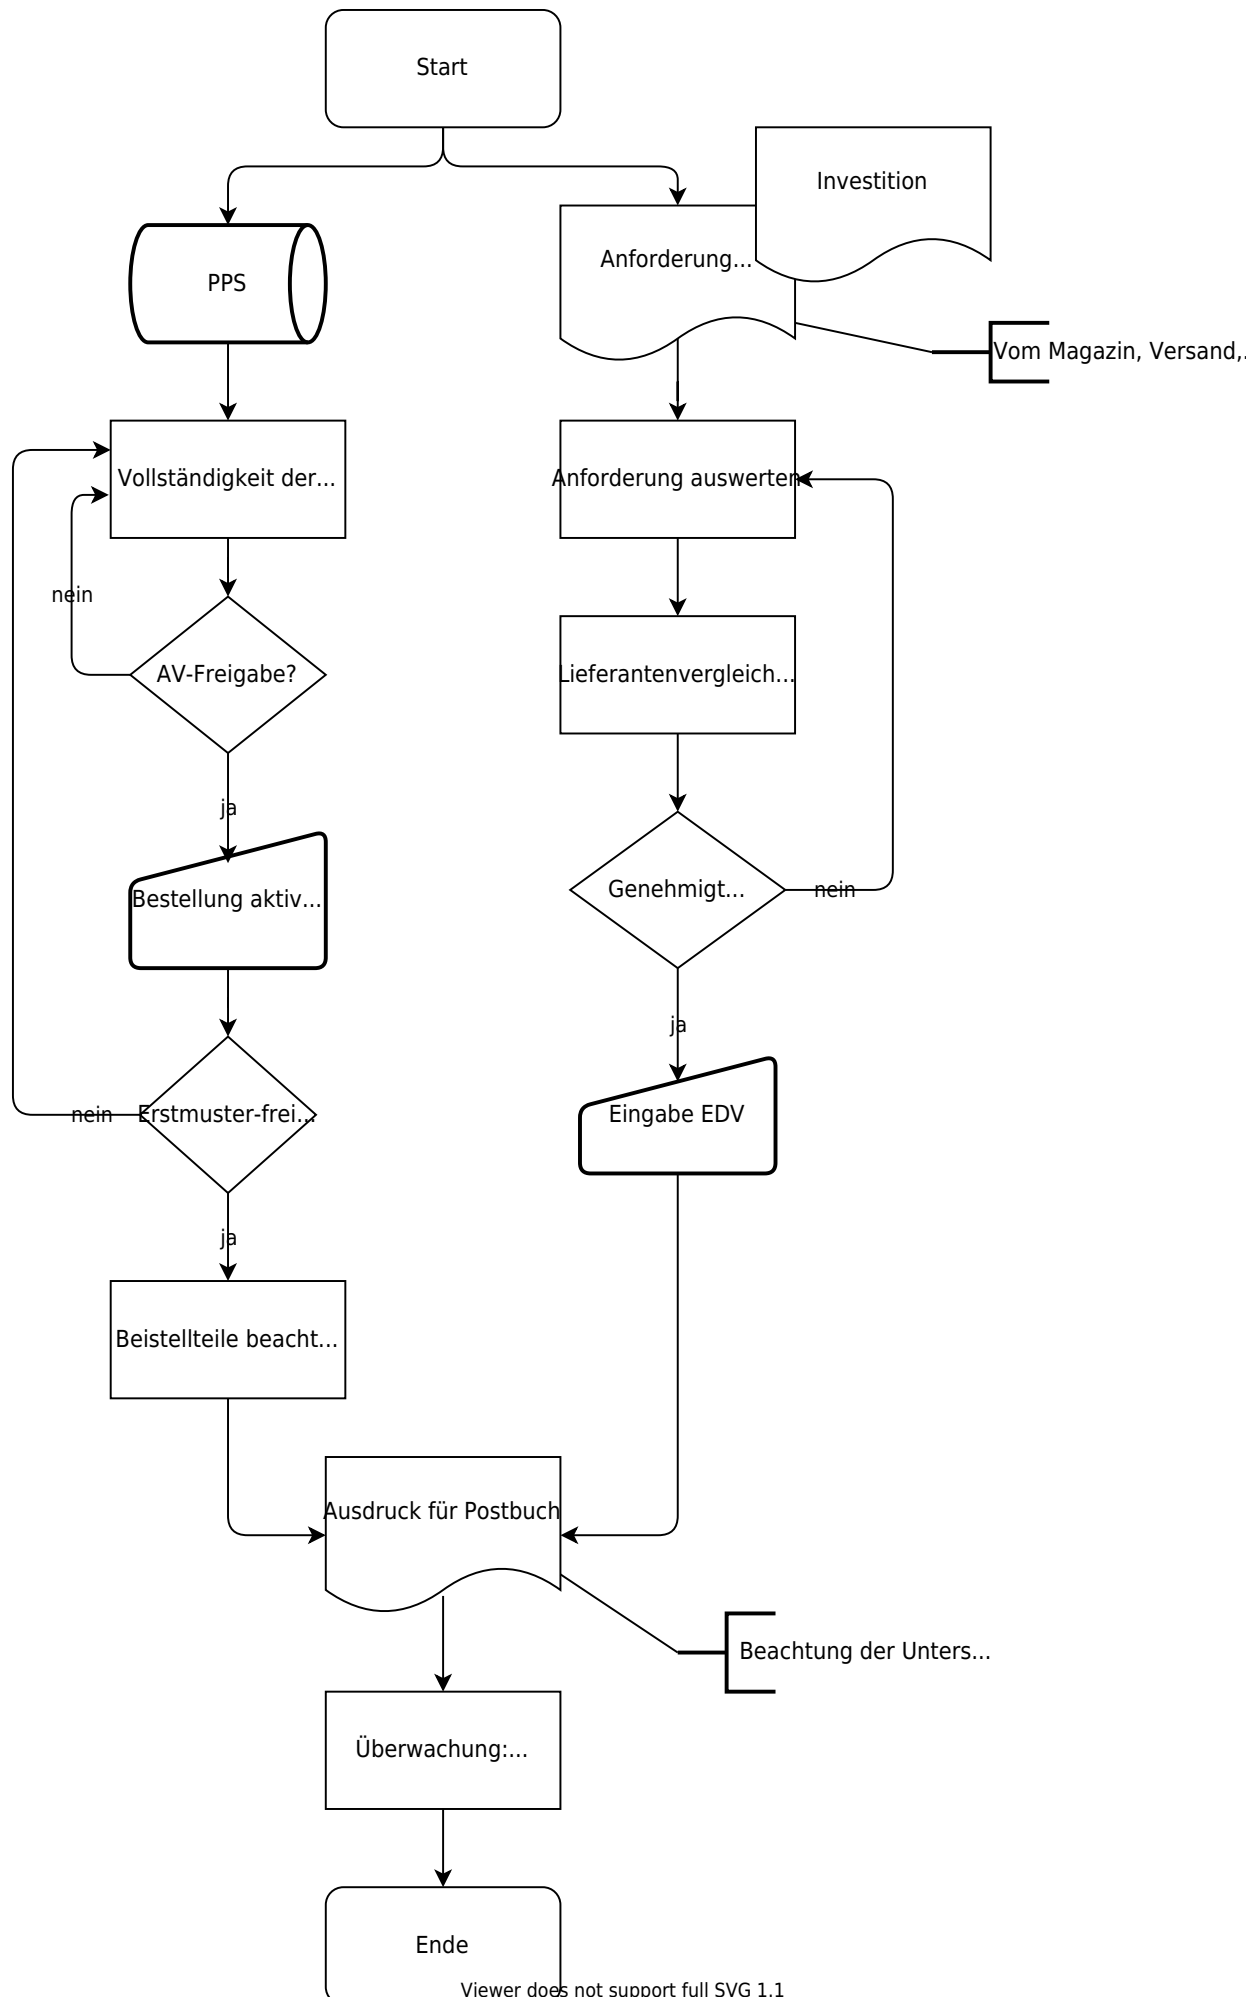 Start
Investition
Anforderung...
PPS
Vom Magazin, Versand,.
Vollständigkeit der...
Anforderung auswerten
nein
AV-Freigabe?
Lieferantenvergleich...
ja
Bestellung aktiv...
Genehmigt...
nein
ja
nein
Erstmuster-frei...
Eingabe EDV
ja
Beistellteile beacht...
Ausdruck für Postbuch
Beachtung der Unters...
Überwachung:...
Ende
Viewer does not support full SVG 1.1